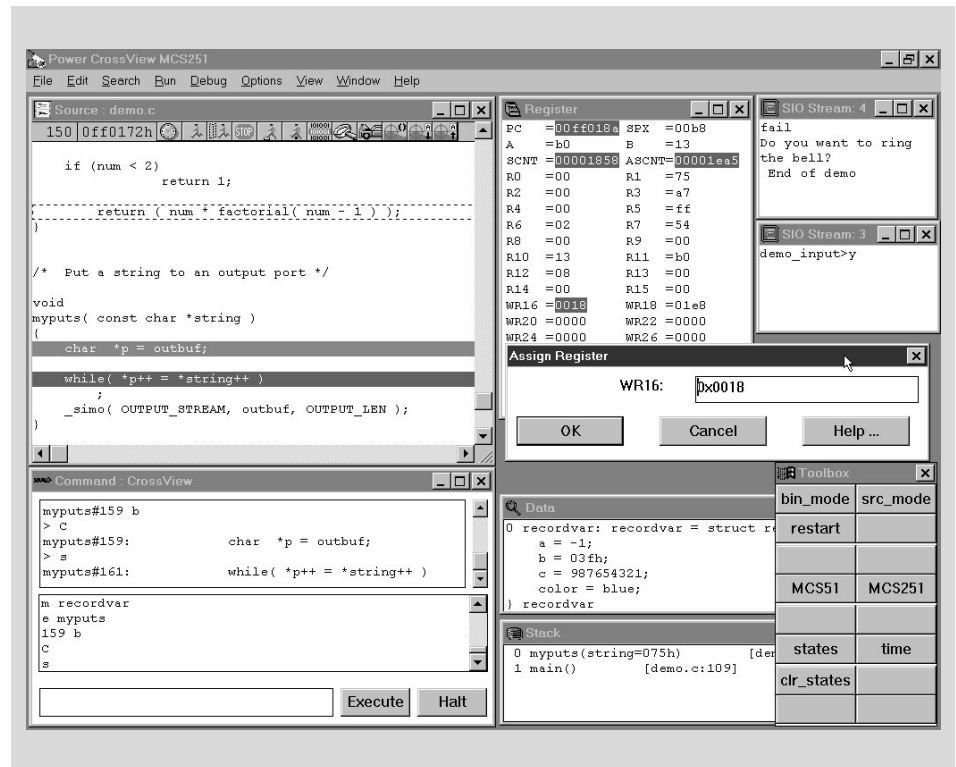 Power CrossView MCS251
File Edit Search Run Debug Options View Window Help
Source : demo.c
150 0ff0172h STOP
if (num < 2)
return 1;
return ( num * factorial( num - 1 ) );
}
/* Put a string to an output port */
void
myputs( const char *string )
{
char *p = outbuf;
while( *p++ = *string++ )
;
_simo( OUTPUT_STREAM, outbuf, OUTPUT_LEN );
}
Register
PC =00ff018a SPX =00b8
A =b0 B =13
SCNT =00001858 ASCNT=00001ea5
R0 =00 R1 =75
R2 =00 R3 =a7
R4 =00 R5 =ff
R6 =02 R7 =54
R8 =00 R9 =00
R10 =13 R11 =b0
R12 =08 R13 =00
R14 =00 R15 =00
WR16 =0018 WR18 =01e8
WR20 =0000 WR22 =0000
WR24 =0000 WR26 =0000
SIO Stream: 4
fail
Do you want to ring
the bell?
End of demo
SIO Stream: 3
demo_input>y
Assign Register
WR16: 0x0018
OK Cancel Help ...
Command : CrossView
myputs#159 b
> C
myputs#159: char *p = outbuf;
> s
myputs#161: while( *p++ = *string++ )
m recordvar
e myputs
159 b
C
s
Execute Halt
Data
0 recordvar: recordvar = struct re
a = -1;
b = 03fh;
c = 987654321;
color = blue;
} recordvar
Stack
0 myputs(string=075h) [dem
1 main() [demo.c:109]
Toolbox
bin_mode src_mode
restart
MCS51 MCS251
states time
clr_states